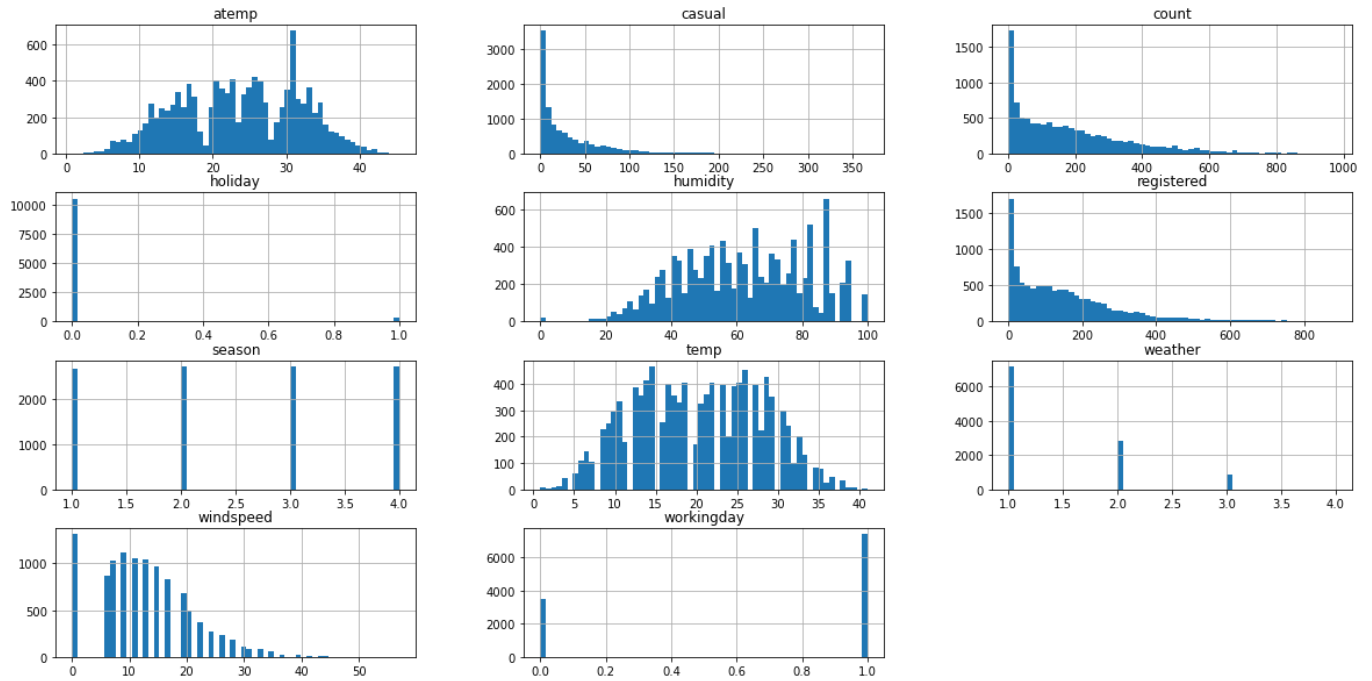 atemp
600
400
200
0
0 10 20 30 40
casual
3000
2000
1000
0
0 50 100 150 200 250 300 350
count
1500
1000
500
0
0 200 400 600 800 1000
holiday
10000
7500
5000
2500
0
0.0 0.2 0.4 0.6 0.8 1.0
humidity
600
400
200
0
0 20 40 60 80 100
registered
1500
1000
500
0
0 200 400 600 800
season
2000
1000
0
1.0 1.5 2.0 2.5 3.0 3.5 4.0
temp
400
300
200
100
0
0 5 10 15 20 25 30 35 40
weather
6000
4000
2000
0
1.0 1.5 2.0 2.5 3.0 3.5 4.0
windspeed
1000
500
0
0 10 20 30 40 50
workingday
6000
4000
2000
0
0.0 0.2 0.4 0.6 0.8 1.0